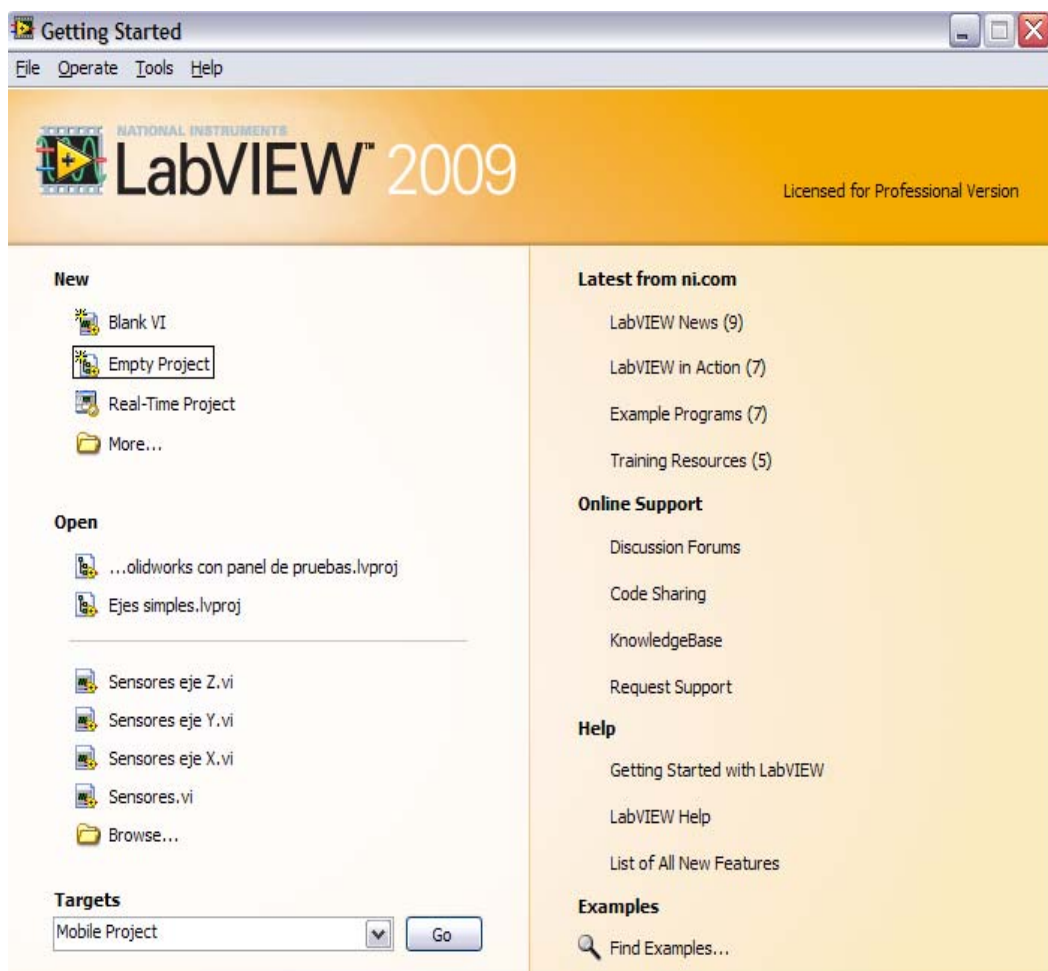 Getting Started
File Operate Tools Help
NATIONAL INSTRUMENTS
LabVIEW™ 2009
Licensed for Professional Version
New
Blank VI
Empty Project
Real-Time Project
More...
Open
...olidworks con panel de pruebas.lvproj
Ejes simples.lvproj
Sensores eje Z.vi
Sensores eje Y.vi
Sensores eje X.vi
Sensores.vi
Browse...
Targets
Mobile Project
Go
Latest from ni.com
LabVIEW News (9)
LabVIEW in Action (7)
Example Programs (7)
Training Resources (5)
Online Support
Discussion Forums
Code Sharing
KnowledgeBase
Request Support
Help
Getting Started with LabVIEW
LabVIEW Help
List of All New Features
Examples
Find Examples...